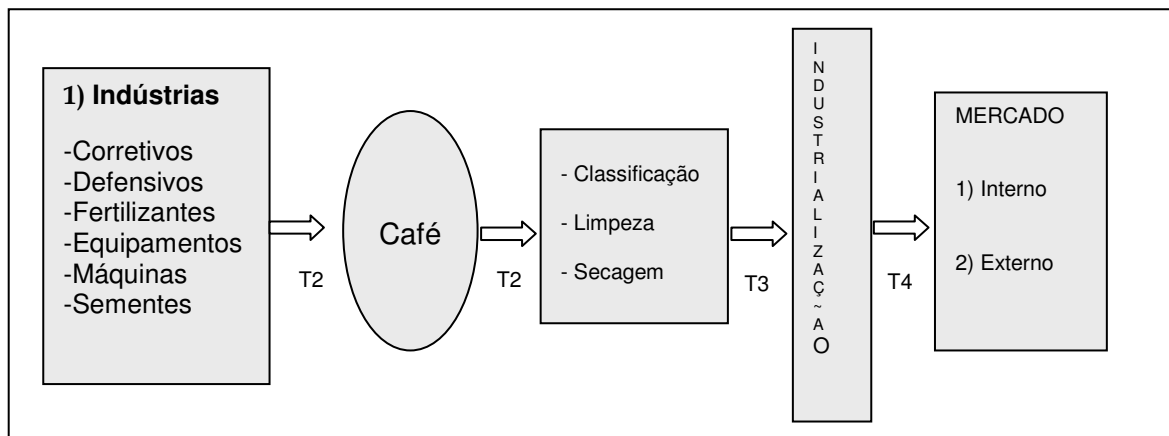 1) Indústrias
-Corretivos
-Defensivos
-Fertilizantes
-Equipamentos
-Máquinas
-Sementes
T2
Café
T2
- Classificação
- Limpeza
- Secagem
T3
I
N
D
U
S
T
R
I
A
L
I
Z
A
Ç
~
A
O
T4
MERCADO
1) Interno
2) Externo